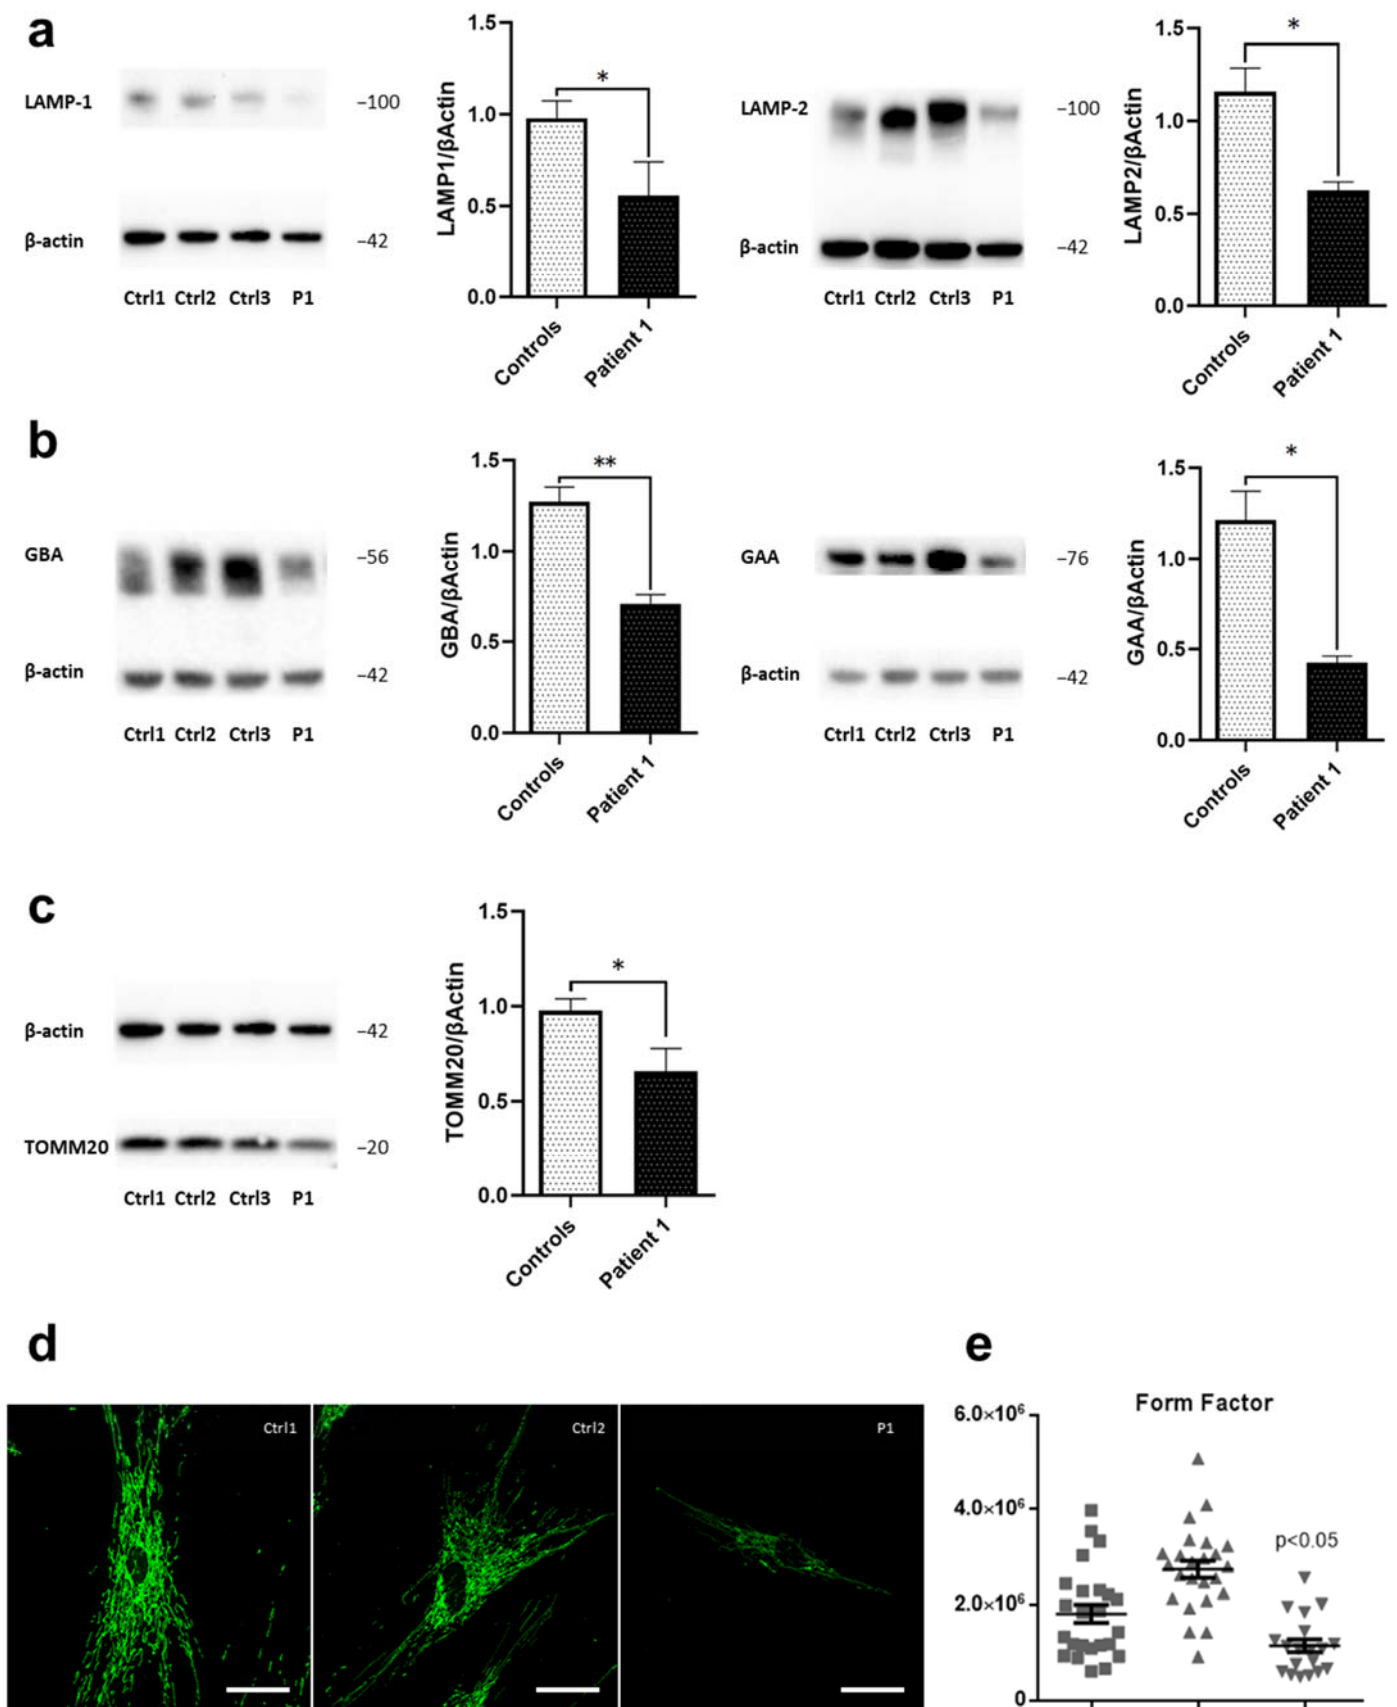 a
LAMP-1
–100
β-actin
–42
Ctrl1 Ctrl2 Ctrl3 P1
LAMP1/βActin
1.5
1.0
0.5
0.0
*
Controls
Patient 1
LAMP-2
–100
β-actin
–42
Ctrl1 Ctrl2 Ctrl3 P1
LAMP2/βActin
1.5
1.0
0.5
0.0
*
Controls
Patient 1
b
GBA
–56
β-actin
–42
Ctrl1 Ctrl2 Ctrl3 P1
GBA/βActin
1.5
1.0
0.5
0.0
**
Controls
Patient 1
GAA
–76
β-actin
–42
Ctrl1 Ctrl2 Ctrl3 P1
GAA/βActin
1.5
1.0
0.5
0.0
*
Controls
Patient 1
c
β-actin
–42
TOMM20
–20
Ctrl1 Ctrl2 Ctrl3 P1
TOMM20/βActin
1.5
1.0
0.5
0.0
*
Controls
Patient 1
d
Ctrl1
Ctrl2
P1
e
Form Factor
6.0×10⁶
4.0×10⁶
2.0×10⁶
0
p<0.05